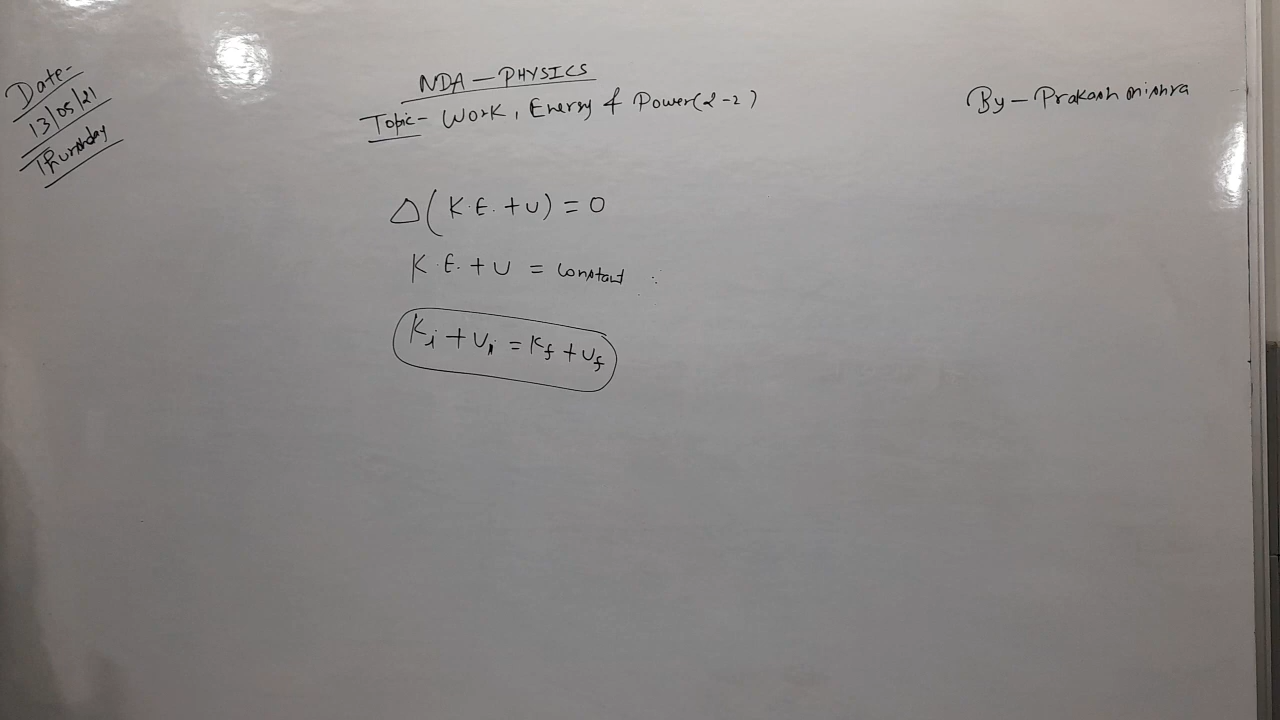 Date-
13/05/21
Thursday
NDA - PHYSICS
Topic - Work, Energy & Power (L-2)
By - Prakash mishra
Δ(K.E. + U) = 0
K.E. + U = constant
Ki + Ui = Kf + Uf